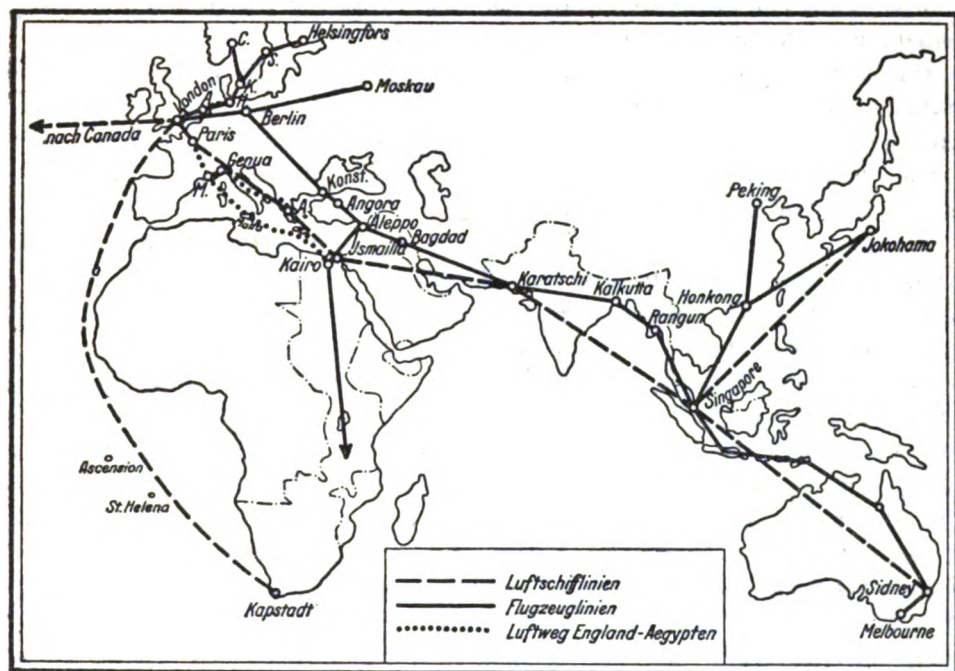 C.
S.
Helsingfors
K.
Moskau
London
A.
H.
Berlin
nach Canada
Paris
Genua
M.
Konst.
A.
Angora
Aleppo
Bagdad
Jsmailia
Kairo
Karatschi
Kalkutta
Rangun
Peking
Jokohama
Honkong
Singapore
Ascension
St. Helena
Kapstadt
Sidney
Melbourne
Luftschifflinien
Flugzeuglinien
Luftweg England-Aegypten